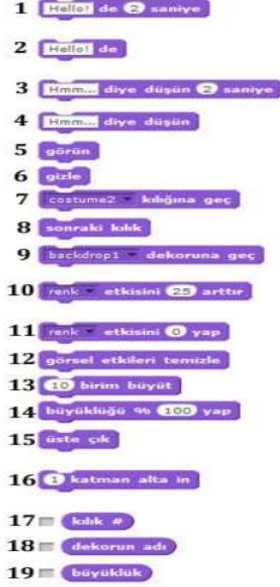 1 Hello! de 2 saniye
2 Hello! de
3 Hmm... diye düşün 2 saniye
4 Hmm... diye düşün
5 görün
6 gizle
7 costume2 kılığına geç
8 sonraki kılık
9 backdrop1 dekoruna geç
10 renk etkisini 25 arttır
11 renk etkisini 0 yap
12 görsel etkileri temizle
13 10 birim büyüt
14 büyüklüğü % 100 yap
15 üste çık
16 1 katman alta in
17 kılık #
18 dekorun adı
19 büyüklük